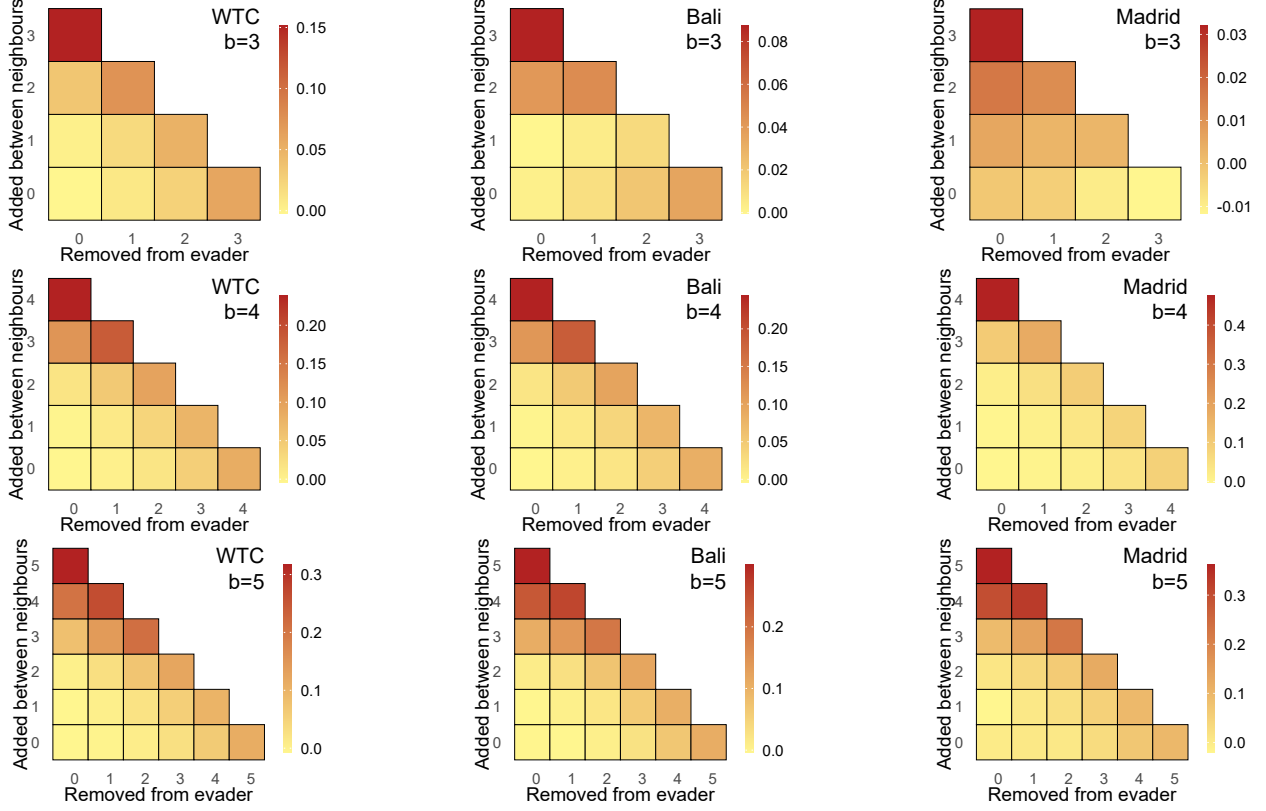 WTC
b=3
Added between neighbours
3
2
1
0
0 1 2 3
Removed from evader
0.15
0.10
0.05
0.00
Bali
b=3
Added between neighbours
3
2
1
0
0 1 2 3
Removed from evader
0.08
0.06
0.04
0.02
0.00
Madrid
b=3
Added between neighbours
3
2
1
0
0 1 2 3
Removed from evader
0.03
0.02
0.01
0.00
-0.01
WTC
b=4
Added between neighbours
4
3
2
1
0
0 1 2 3 4
Removed from evader
0.20
0.15
0.10
0.05
0.00
Bali
b=4
Added between neighbours
4
3
2
1
0
0 1 2 3 4
Removed from evader
0.20
0.15
0.10
0.05
0.00
Madrid
b=4
Added between neighbours
4
3
2
1
0
0 1 2 3 4
Removed from evader
0.4
0.3
0.2
0.1
0.0
WTC
b=5
Added between neighbours
5
4
3
2
1
0
0 1 2 3 4 5
Removed from evader
0.3
0.2
0.1
0.0
Bali
b=5
Added between neighbours
5
4
3
2
1
0
0 1 2 3 4 5
Removed from evader
0.2
0.1
0.0
Madrid
b=5
Added between neighbours
5
4
3
2
1
0
0 1 2 3 4 5
Removed from evader
0.3
0.2
0.1
0.0